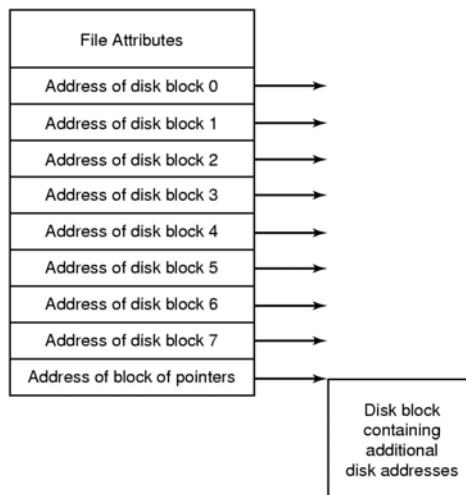 File Attributes
Address of disk block 0
Address of disk block 1
Address of disk block 2
Address of disk block 3
Address of disk block 4
Address of disk block 5
Address of disk block 6
Address of disk block 7
Address of block of pointers
Disk block
containing
additional
disk addresses